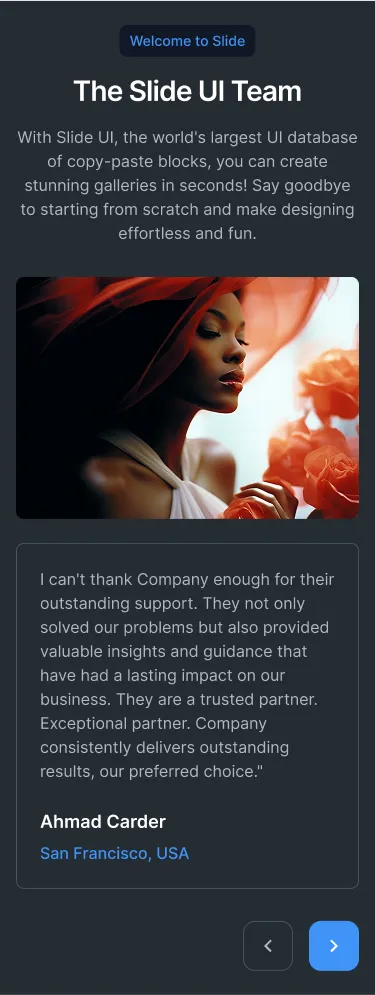 Welcome to Slide
The Slide UI Team
With Slide UI, the world's largest UI database
of copy-paste blocks, you can create
stunning galleries in seconds! Say goodbye
to starting from scratch and make designing
effortless and fun.
I can't thank Company enough for their
outstanding support. They not only
solved our problems but also provided
valuable insights and guidance that
have had a lasting impact on our
business. They are a trusted partner.
Exceptional partner. Company
consistently delivers outstanding
results, our preferred choice."
Ahmad Carder
San Francisco, USA